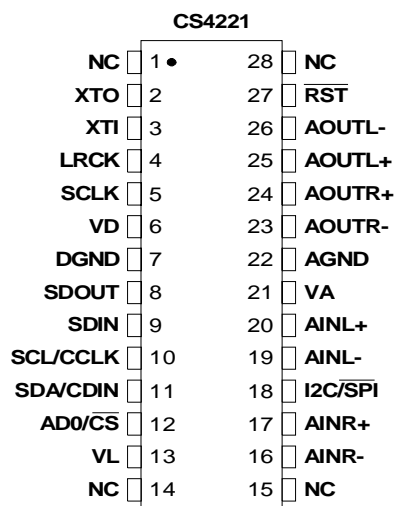 CS4221
NC 1 28 NC
XTO 2 27 RST
XTI 3 26 AOUTL-
LRCK 4 25 AOUTL+
SCLK 5 24 AOUTR+
VD 6 23 AOUTR-
DGND 7 22 AGND
SDOUT 8 21 VA
SDIN 9 20 AINL+
SCL/CCLK 10 19 AINL-
SDA/CDIN 11 18 I2C/SPI
AD0/CS 12 17 AINR+
VL 13 16 AINR-
NC 14 15 NC